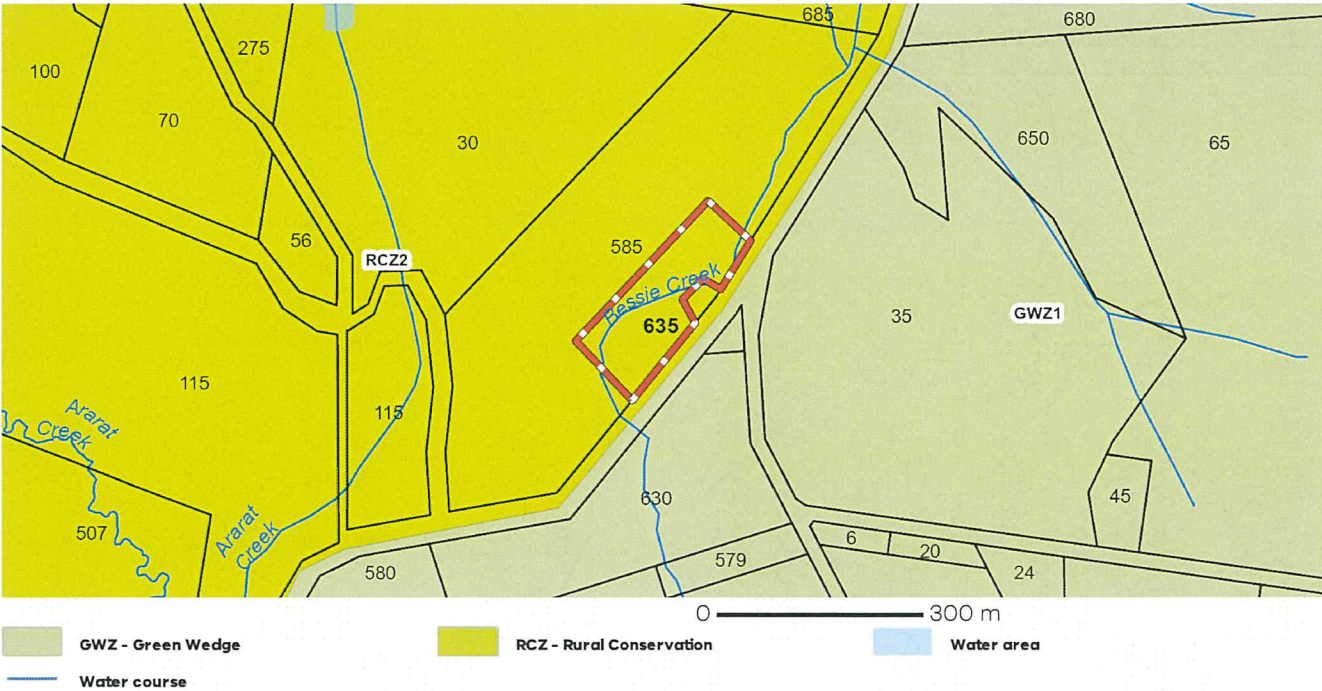 685
680
275
100
70
30
650
65
56
585
RCZ2
Bessie Creek
635
35
GWZ1
115
115
Ararat
Creek
630
45
507
Ararat
Creek
6
20
579
580
24
0 300 m
GWZ - Green Wedge
RCZ - Rural Conservation
Water area
Water course